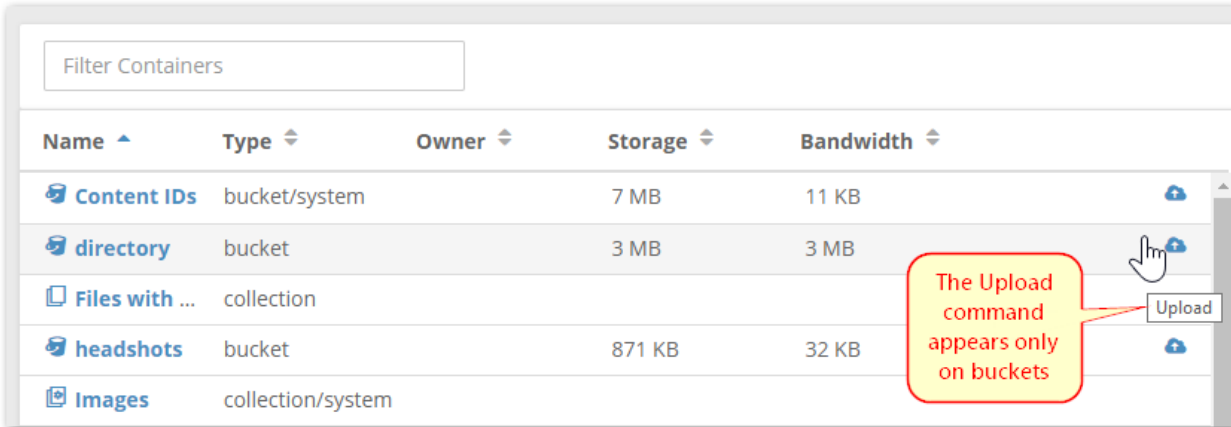 Filter Containers
Name Type Owner Storage Bandwidth
Content IDs bucket/system 7 MB 11 KB
directory bucket 3 MB 3 MB
Files with ... collection
headshots bucket 871 KB 32 KB
Images collection/system
The Upload
command
appears only
on buckets
Upload